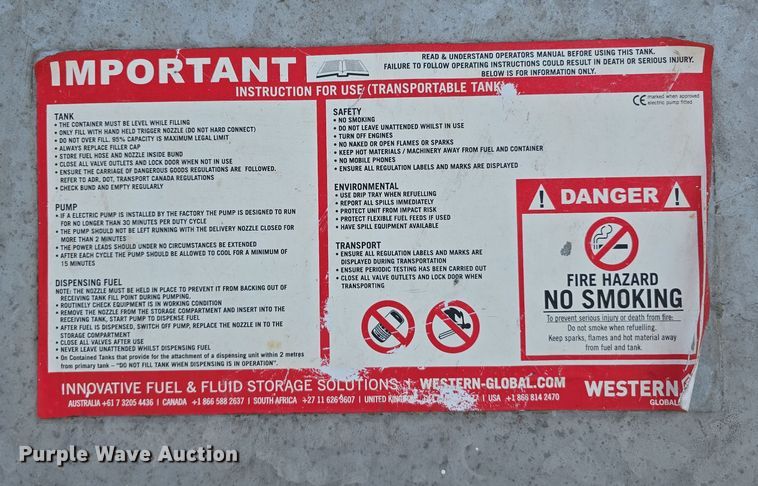 IMPORTANT
READ & UNDERSTAND OPERATORS MANUAL BEFORE USING THIS TANK.
FAILURE TO FOLLOW OPERATING INSTRUCTIONS COULD RESULT IN DEATH OR SERIOUS INJURY.
BELOW IS FOR INFORMATION ONLY.
INSTRUCTION FOR USE (TRANSPORTABLE TANK)
TANK
• THE CONTAINER MUST BE LEVEL WHILE FILLING
• ONLY FILL WITH HAND HELD TRIGGER NOZZLE (DO NOT HARD CONNECT)
• DO NOT OVER FILL. 95% CAPACITY IS MAXIMUM LEGAL LIMIT
• ALWAYS REPLACE FILLER CAP
• STORE FUEL HOSE AND NOZZLE INSIDE BUND
• CLOSE ALL VALVE OUTLETS AND LOCK DOOR WHEN NOT IN USE
• ENSURE THE CARRIAGE OF DANGEROUS GOODS REGULATIONS ARE FOLLOWED.
REFER TO ADR, DOT, TRANSPORT CANADA REGULATIONS
• CHECK BUND AND EMPTY REGULARLY
PUMP
• IF A ELECTRIC PUMP IS INSTALLED BY THE FACTORY THE PUMP IS DESIGNED TO RUN
FOR NO LONGER THAN 30 MINUTES PER DUTY CYCLE
• THE PUMP SHOULD NOT BE LEFT RUNNING WITH THE DELIVERY NOZZLE CLOSED FOR
MORE THAN 2 MINUTES
• THE POWER LEADS SHOULD UNDER NO CIRCUMSTANCES BE EXTENDED
• AFTER EACH CYCLE THE PUMP SHOULD BE ALLOWED TO COOL FOR A MINIMUM OF
15 MINUTES
DISPENSING FUEL
NOTE: THE NOZZLE MUST BE HELD IN PLACE TO PREVENT IT FROM BACKING OUT OF
RECEIVING TANK FILL POINT DURING PUMPING.
• ROUTINELY CHECK EQUIPMENT IS IN WORKING CONDITION
• REMOVE THE NOZZLE FROM THE STORAGE COMPARTMENT AND INSERT INTO THE
RECEIVING TANK, START PUMP TO DISPENSE FUEL
• AFTER FUEL IS DISPENSED, SWITCH OFF PUMP, REPLACE THE NOZZLE IN TO THE
STORAGE COMPARTMENT
• CLOSE ALL VALVES AFTER USE
• NEVER LEAVE UNATTENDED WHILST DISPENSING FUEL
• On Contained Tanks that provide for the attachment of a dispensing unit within 2 metres
from primary tank – "DO NOT FILL TANK WHEN DISPENSING IS IN OPERATION".
SAFETY
• NO SMOKING
• DO NOT LEAVE UNATTENDED WHILST IN USE
• TURN OFF ENGINES
• NO NAKED OR OPEN FLAMES OR SPARKS
• KEEP HOT MATERIALS / MACHINERY AWAY FROM FUEL AND CONTAINER
• NO MOBILE PHONES
• ENSURE ALL REGULATION LABELS AND MARKS ARE DISPLAYED
ENVIRONMENTAL
• USE DRIP TRAY WHEN REFUELLING
• REPORT ALL SPILLS IMMEDIATELY
• PROTECT UNIT FROM IMPACT RISK
• PROTECT FLEXIBLE FUEL FEEDS IF USED
• HAVE SPILL EQUIPMENT AVAILABLE
TRANSPORT
• ENSURE ALL REGULATION LABELS AND MARKS ARE
DISPLAYED DURING TRANSPORTATION
• ENSURE PERIODIC TESTING HAS BEEN CARRIED OUT
• CLOSE ALL VALVE OUTLETS AND LOCK DOOR WHEN
TRANSPORTING
CE marked when approved
electric pump fitted
DANGER
FIRE HAZARD
NO SMOKING
To prevent serious injury or death from fire:
Do not smoke when refuelling.
Keep sparks, flames and hot material away
from fuel and tank.
INNOVATIVE FUEL & FLUID STORAGE SOLUTIONS | WESTERN-GLOBAL.COM
AUSTRALIA +61 7 3205 4436 | CANADA +1 866 588 2637 | SOUTH AFRICA +27 11 626 2607 | UNITED | USA +1 866 814 2470
WESTERN
GLOBAL
Purple Wave Auction